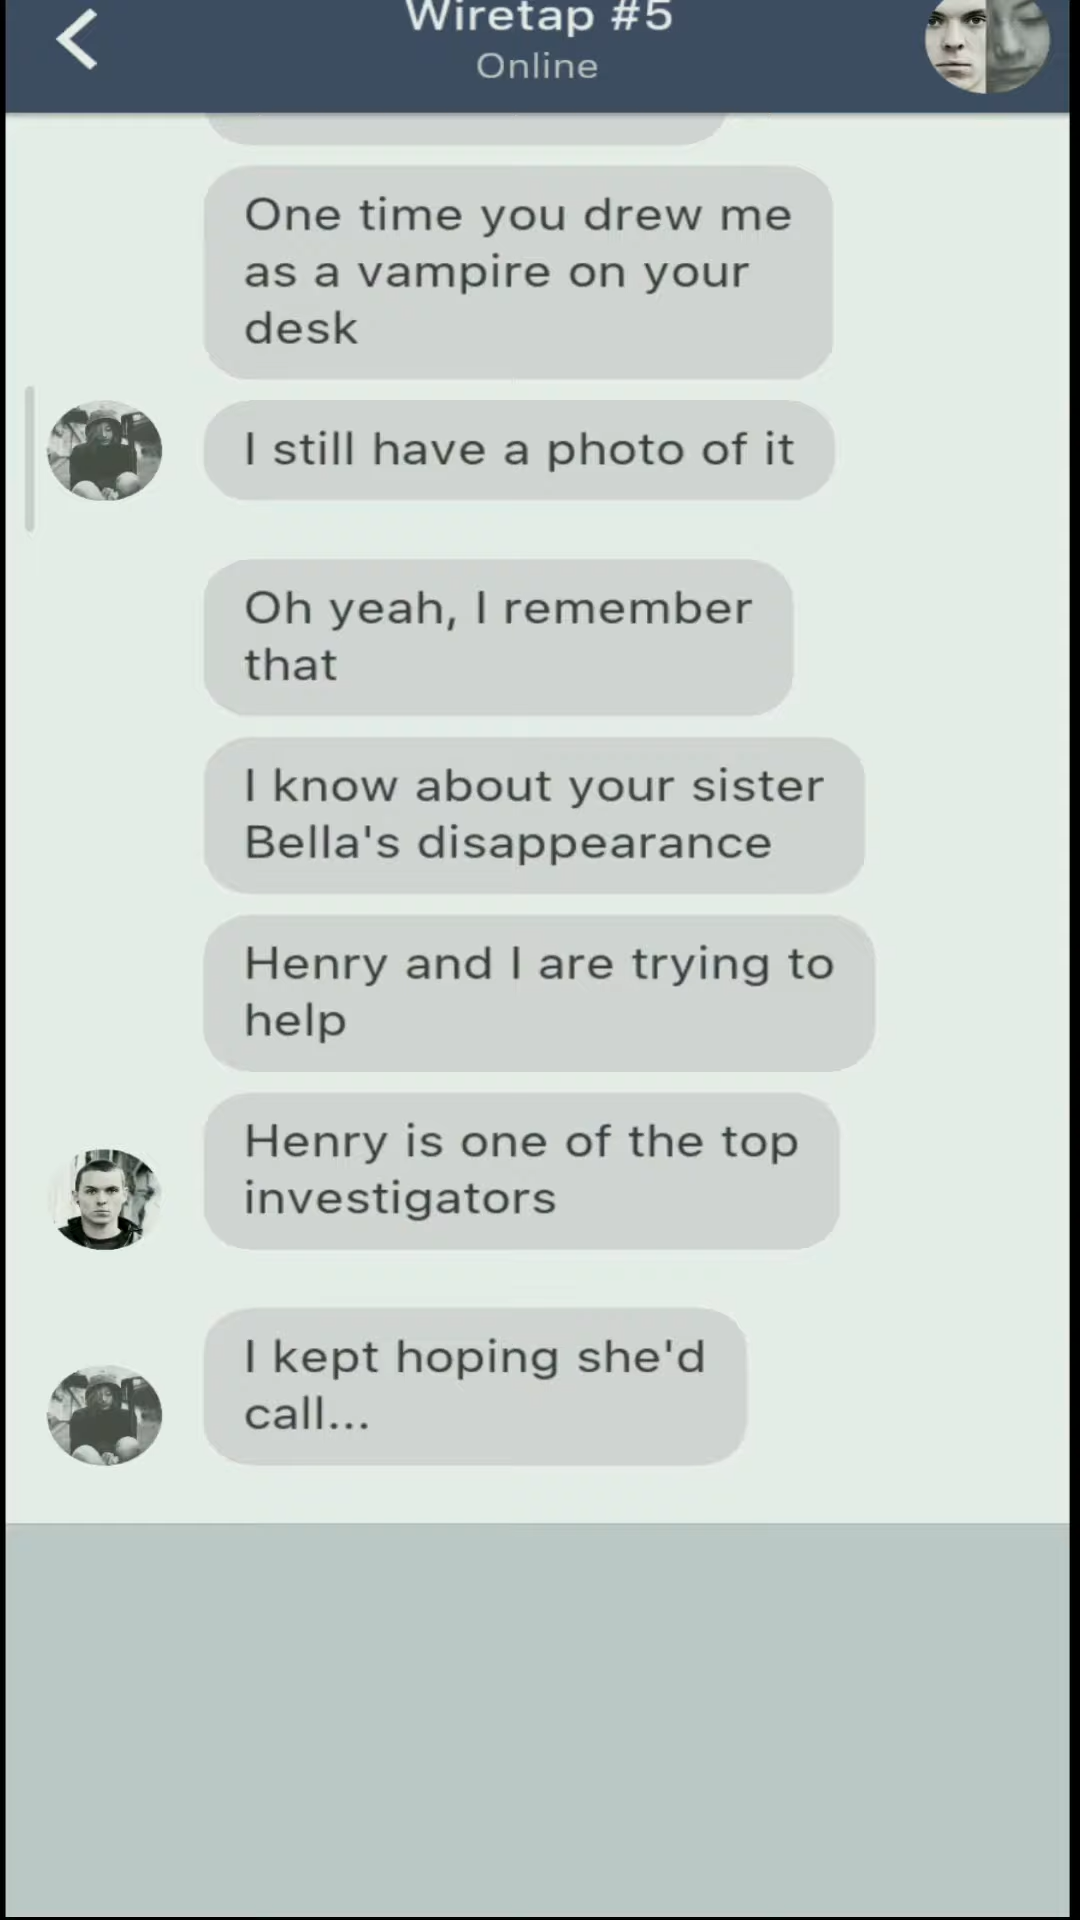 Wiretap #5
Online
One time you drew me
as a vampire on your
desk
I still have a photo of it
Oh yeah, I remember
that
I know about your sister
Bella's disappearance
Henry and I are trying to
help
Henry is one of the top
investigators
I kept hoping she'd
call...